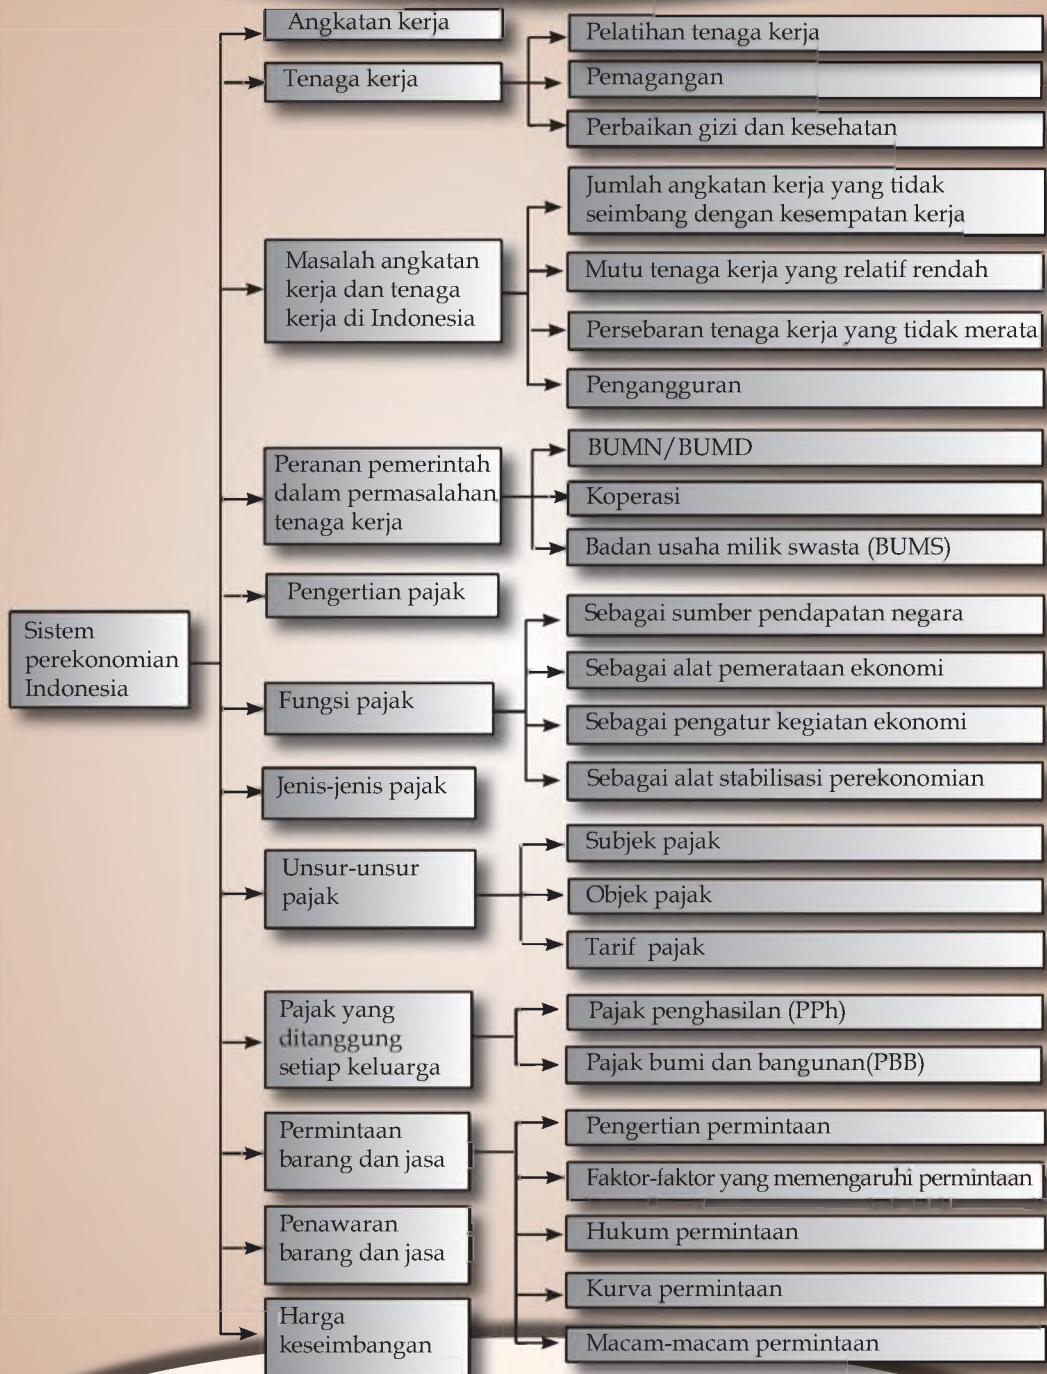 Sistem
perekonomian
Indonesia
Angkatan kerja
Tenaga kerja
Pelatihan tenaga kerja
Pemagangan
Perbaikan gizi dan kesehatan
Masalah angkatan
kerja dan tenaga
kerja di Indonesia
Jumlah angkatan kerja yang tidak
seimbang dengan kesempatan kerja
Mutu tenaga kerja yang relatif rendah
Persebaran tenaga kerja yang tidak merata
Pengangguran
Peranan pemerintah
dalam permasalahan
tenaga kerja
BUMN/BUMD
Koperasi
Badan usaha milik swasta (BUMS)
Pengertian pajak
Fungsi pajak
Sebagai sumber pendapatan negara
Sebagai alat pemerataan ekonomi
Sebagai pengatur kegiatan ekonomi
Sebagai alat stabilisasi perekonomian
Jenis-jenis pajak
Unsur-unsur
pajak
Subjek pajak
Objek pajak
Tarif pajak
Pajak yang
ditanggung
setiap keluarga
Pajak penghasilan (PPh)
Pajak bumi dan bangunan(PBB)
Permintaan
barang dan jasa
Pengertian permintaan
Faktor-faktor yang memengaruhi permintaan
Hukum permintaan
Kurva permintaan
Macam-macam permintaan
Penawaran
barang dan jasa
Harga
keseimbangan